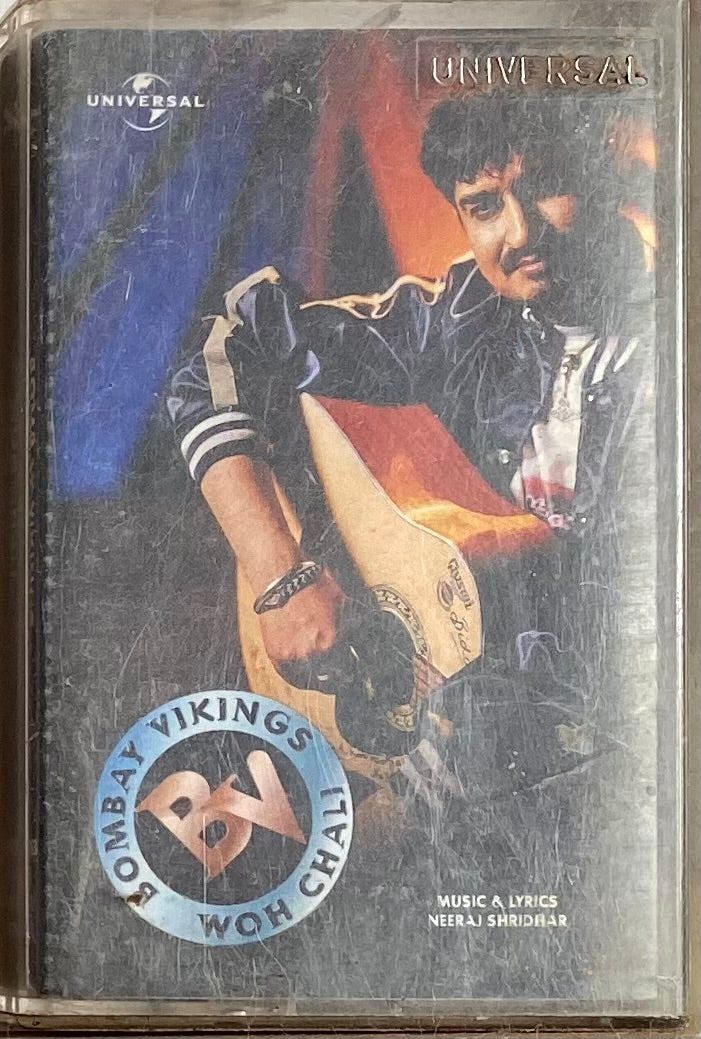 UNIVERSAL
UNIVERSAL
BOMBAY VIKINGS
BV
WOH CHALI
MUSIC & LYRICS
NEERAJ SHRIDHAR